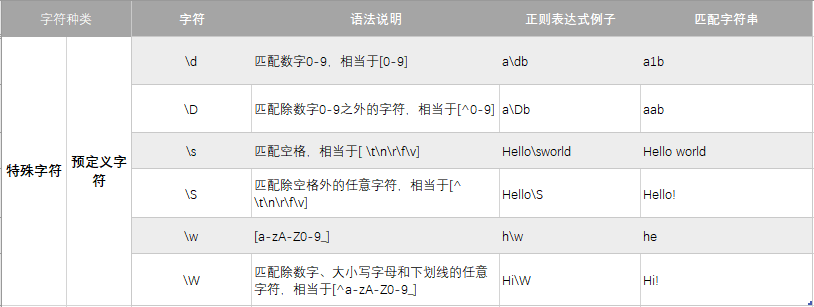 字符种类 字符 语法说明 正则表达式例子 匹配字符串
特殊字符 预定义字符
\d 匹配数字0-9，相当于[0-9] a\db a1b
\D 匹配除数字0-9之外的字符，相当于[^0-9] a\Db aab
\s 匹配空格，相当于[ \t\n\r\f\v] Hello\sworld Hello world
\S 匹配除空格外的任意字符，相当于[^
\t\n\r\f\v] Hello\S Hello!
\w [a-zA-Z0-9_] h\w he
\W 匹配除数字、大小写字母和下划线的任意
字符，相当于[^a-zA-Z0-9_] Hi\W Hi!